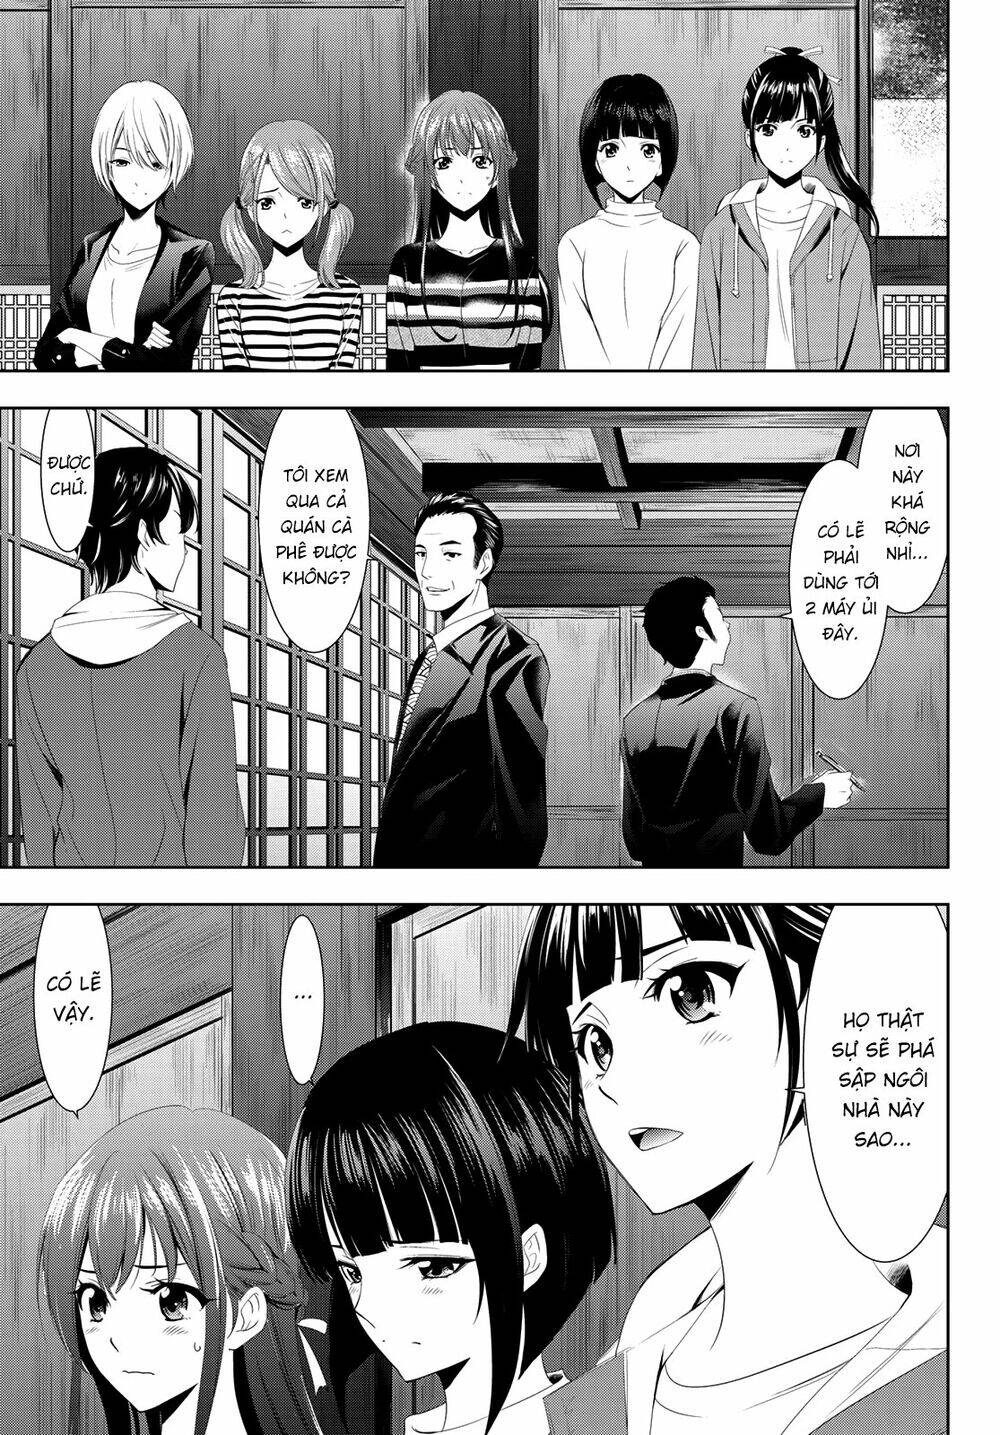 NƠI
NÀY KHÁ
RỘNG
NHỈ...
CÓ LẼ
PHẢI
DÙNG TỚI
2 MÁY ỦI
ĐÂY.
TÔI XEM
QUA CẢ
QUÁN CÀ
PHÊ ĐƯỢC
KHÔNG?
ĐƯỢC
CHỨ.
HỌ THẬT
SỰ SẼ PHÁ
SẬP NGÔI
NHÀ NÀY
SAO...
...
CÓ LẼ
VẬY.